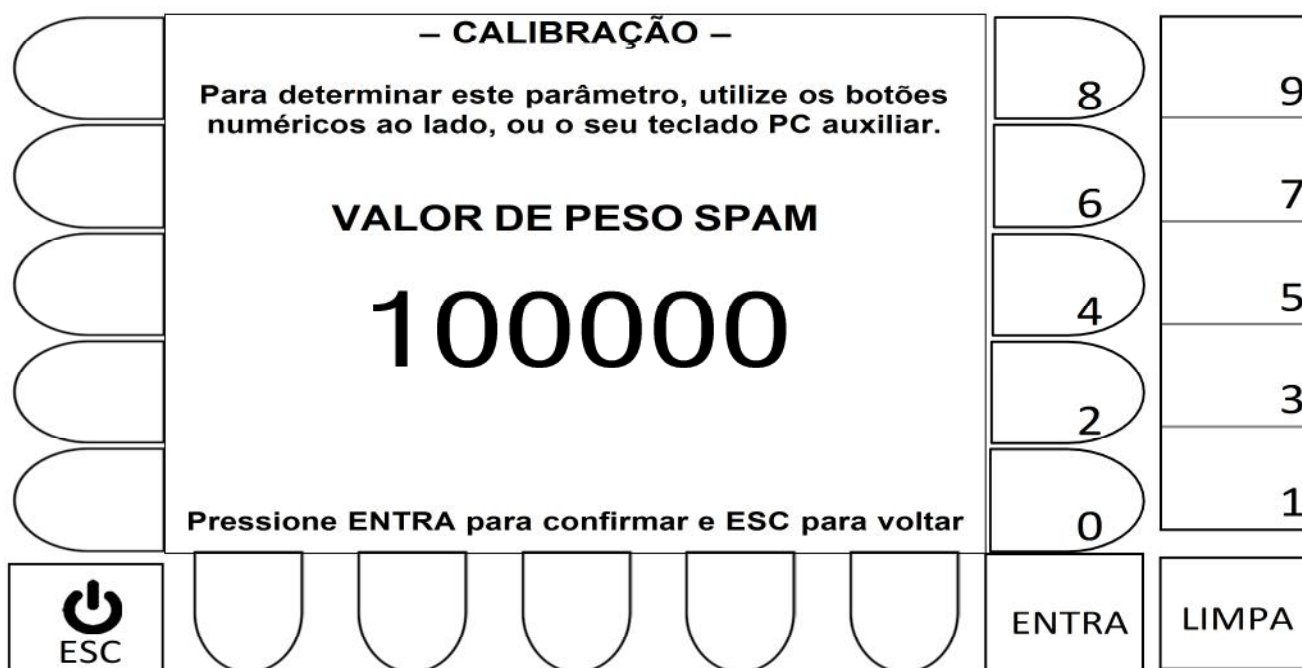 – CALIBRAÇÃO –
Para determinar este parâmetro, utilize os botões
numéricos ao lado, ou o seu teclado PC auxiliar.
VALOR DE PESO SPAM
100000
Pressione ENTRA para confirmar e ESC para voltar
8
9
6
7
4
5
2
3
0
1
ESC
ENTRA
LIMPA